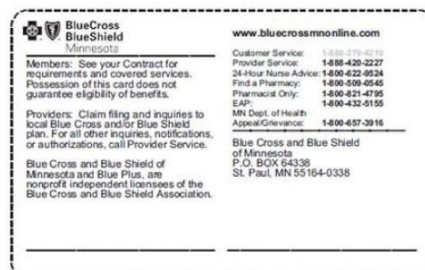 BlueCross
BlueShield
Minnesota
Members: See your Contract for
requirements and covered services.
Possession of this card does not
guarantee eligibility of benefits.
Providers: Claim filing and inquiries to
local Blue Cross and/or Blue Shield
plan. For all other inquiries, notifications,
or authorizations, call Provider Service.
Blue Cross and Blue Shield of
Minnesota and Blue Plus, are
nonprofit independent licensees of the
Blue Cross and Blue Shield Association.
www.bluecrossmnonline.com
Customer Service:
Provider Service: 1-888-420-2227
24-Hour Nurse Advice: 1-800-622-9524
Find a Pharmacy: 1-800-509-0545
Pharmacist Only: 1-800-821-4795
EAP: 1-800-432-5155
MN Dept. of Health
Appeal/Grievance: 1-800-657-3916
Blue Cross and Blue Shield
of Minnesota
P.O. BOX 64338
St. Paul, MN 55164-0338